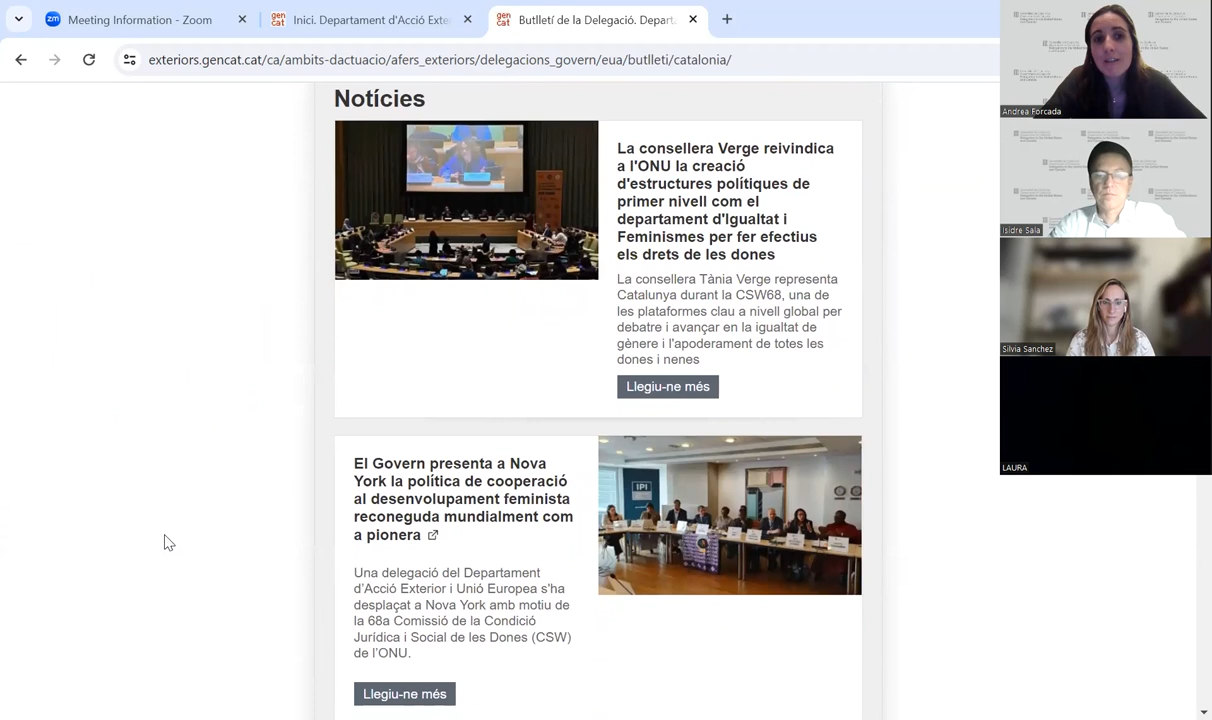 Meeting Information - Zoom
Inici. Departament d'Acció Exte
Butlletí de la Delegació. Depart
exteriors.gencat.cat/ca/ambits-dactuacio/afers_exteriors/delegacions_govern/eua/butlleti/catalonia/
Notícies
La consellera Verge reivindica
a l'ONU la creació
d'estructures polítiques de
primer nivell com el
departament d'Igualtat i
Feminismes per fer efectius
els drets de les dones
La consellera Tània Verge representa
Catalunya durant la CSW68, una de
les plataformes clau a nivell global per
debatre i avançar en la igualtat de
gènere i l'apoderament de totes les
dones i nenes
Llegiu-ne més
El Govern presenta a Nova
York la política de cooperació
al desenvolupament feminista
reconeguda mundialment com
a pionera
Una delegació del Departament
d'Acció Exterior i Unió Europea s'ha
desplaçat a Nova York amb motiu de
la 68a Comissió de la Condició
Jurídica i Social de les Dones (CSW)
de l'ONU.
Llegiu-ne més
IPI
Andrea Forcada
Isidre Sala
Silvia Sanchez
LAURA
zm
gen
cat
gen
cat